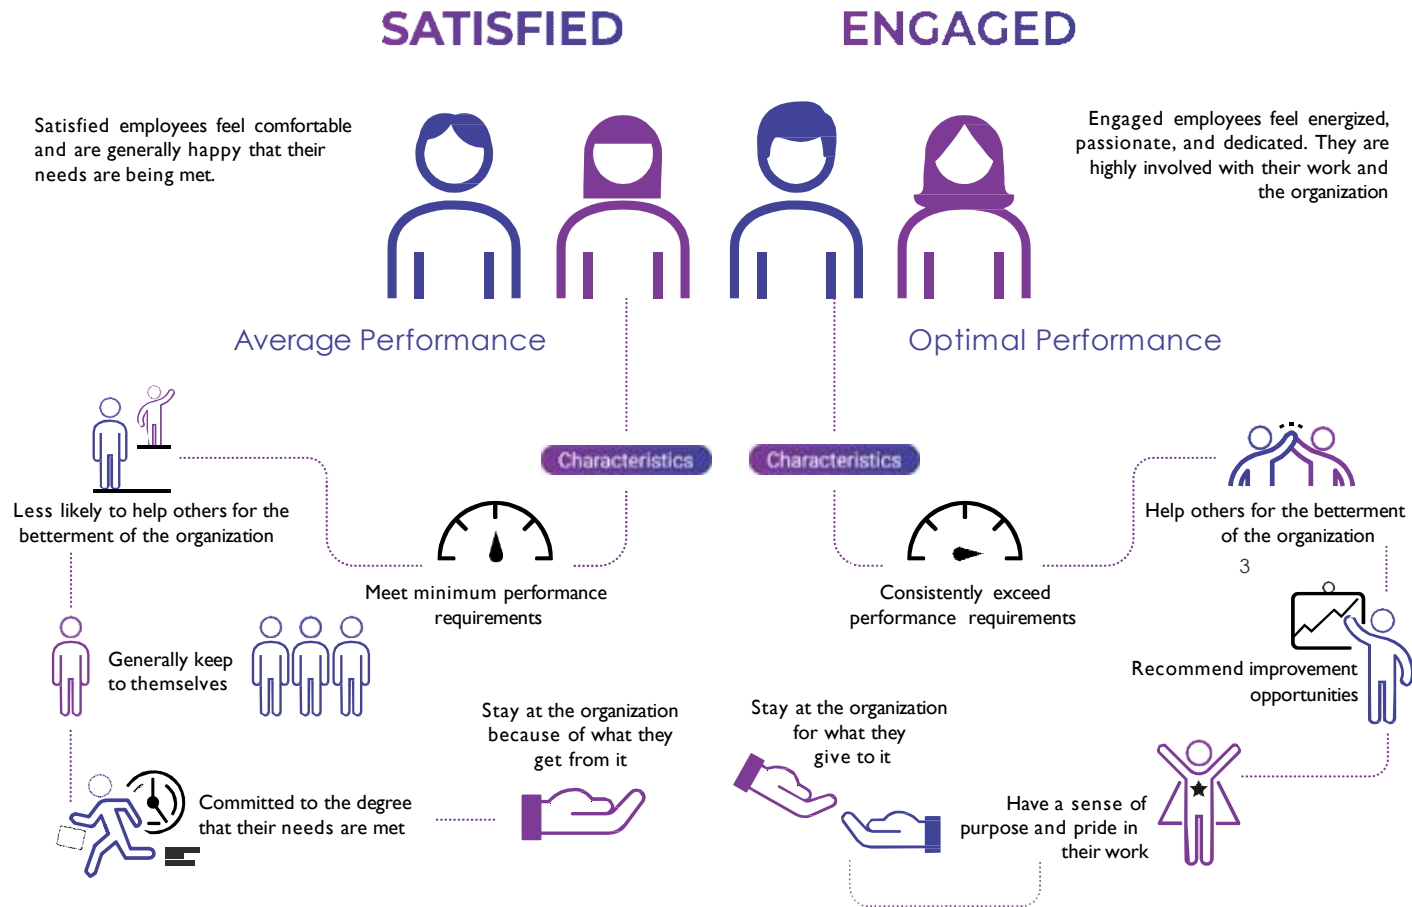 SATISFIED
Satisfied employees feel comfortable
and are generally happy that their
needs are being met.
Average Performance
Characteristics
Meet minimum performance
requirements
Less likely to help others for the
betterment of the organization
Generally keep
to themselves
Committed to the degree
that their needs are met
Stay at the organization
because of what they
get from it
ENGAGED
Engaged employees feel energized,
passionate, and dedicated. They are
highly involved with their work and
the organization
Optimal Performance
Characteristics
Consistently exceed
performance requirements
Help others for the betterment
of the organization
3
Recommend improvement
opportunities
Have a sense of
purpose and pride in
their work
Stay at the organization
for what they
give to it